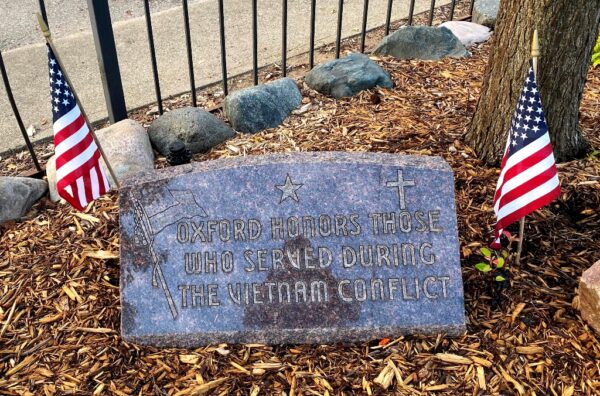 OXFORD HONORS THOSE
WHO SERVED DURING
THE VIETNAM CONFLICT